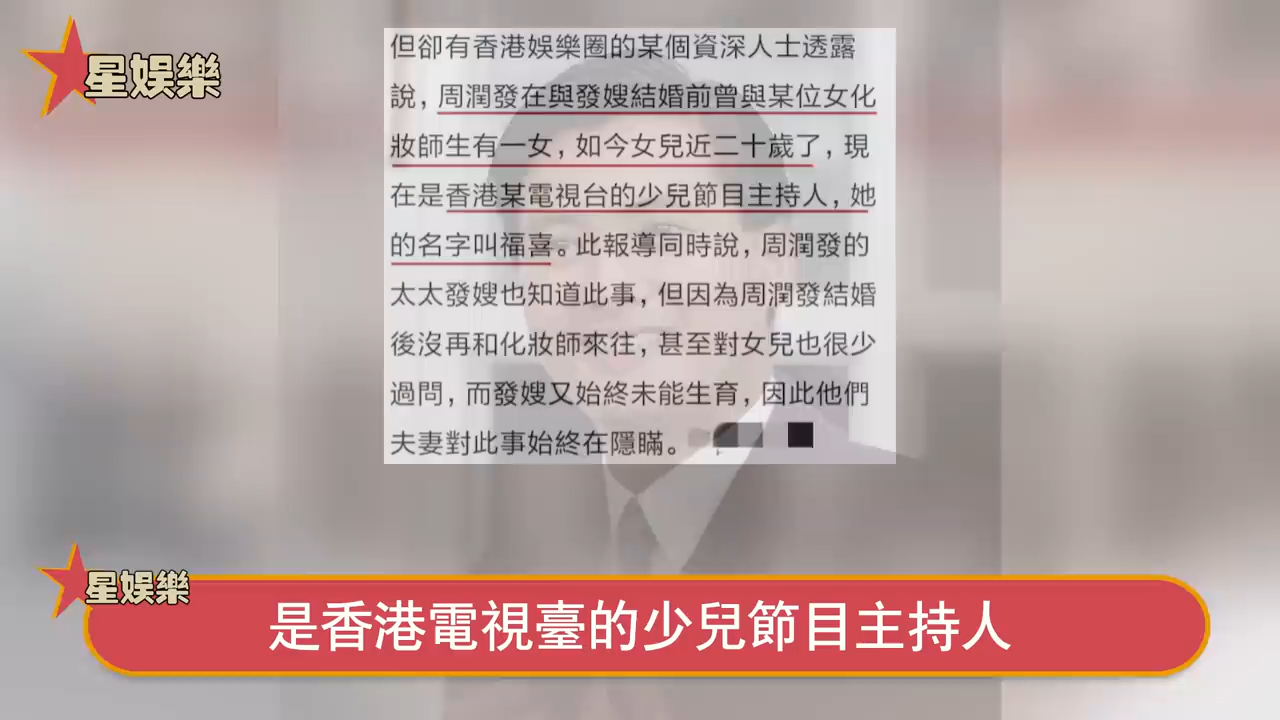 星娛樂
但卻有香港娛樂圈的某個資深人士透露
說，周潤發在與發嫂結婚前曾與某位女化
妝師生有一女，如今女兒近二十歲了，現
在是香港某電視台的少兒節目主持人，她
的名字叫福喜。此報導同時說，周潤發的
太太發嫂也知道此事，但因為周潤發結婚
後沒再和化妝師來往，甚至對女兒也很少
過問，而發嫂又始終未能生育，因此他們
夫妻對此事始終在隱瞞。
星娛樂
是香港電視臺的少兒節目主持人